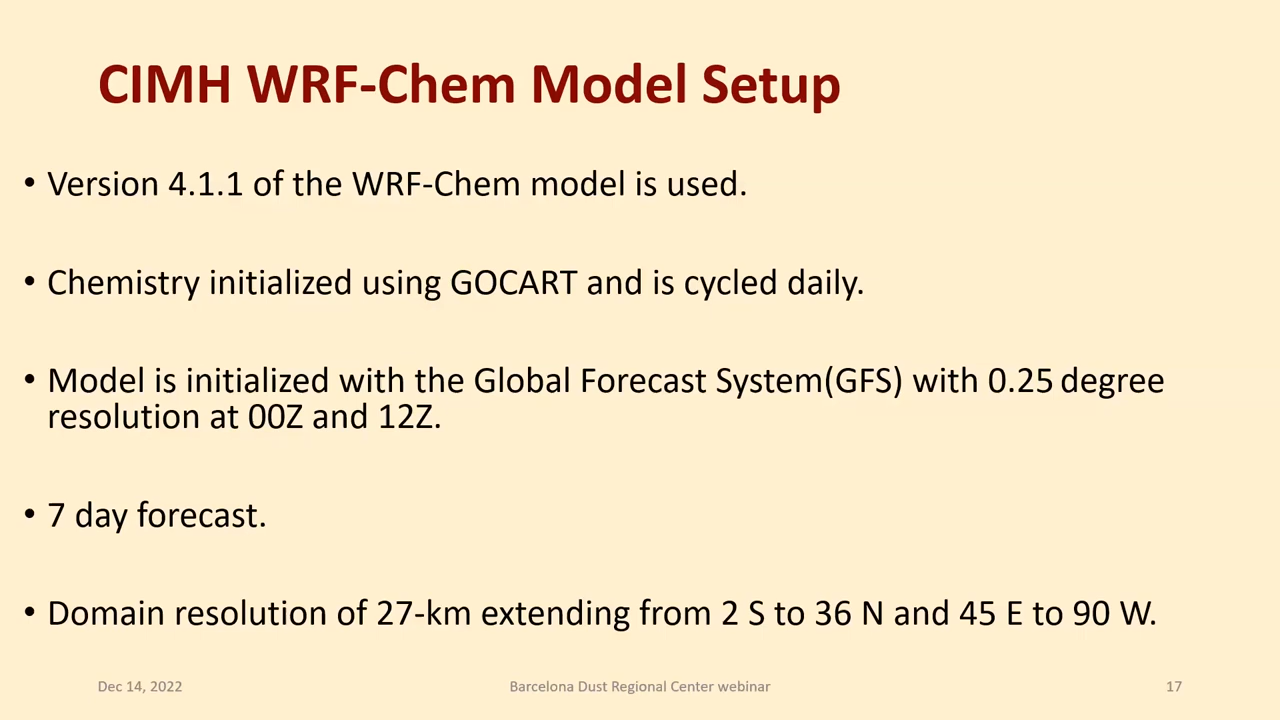 CIMH WRF-Chem Model Setup
• Version 4.1.1 of the WRF-Chem model is used.
• Chemistry initialized using GOCART and is cycled daily.
• Model is initialized with the Global Forecast System(GFS) with 0.25 degree
resolution at 00Z and 12Z.
• 7 day forecast.
• Domain resolution of 27-km extending from 2 S to 36 N and 45 E to 90 W.
Dec 14, 2022
Barcelona Dust Regional Center webinar
17